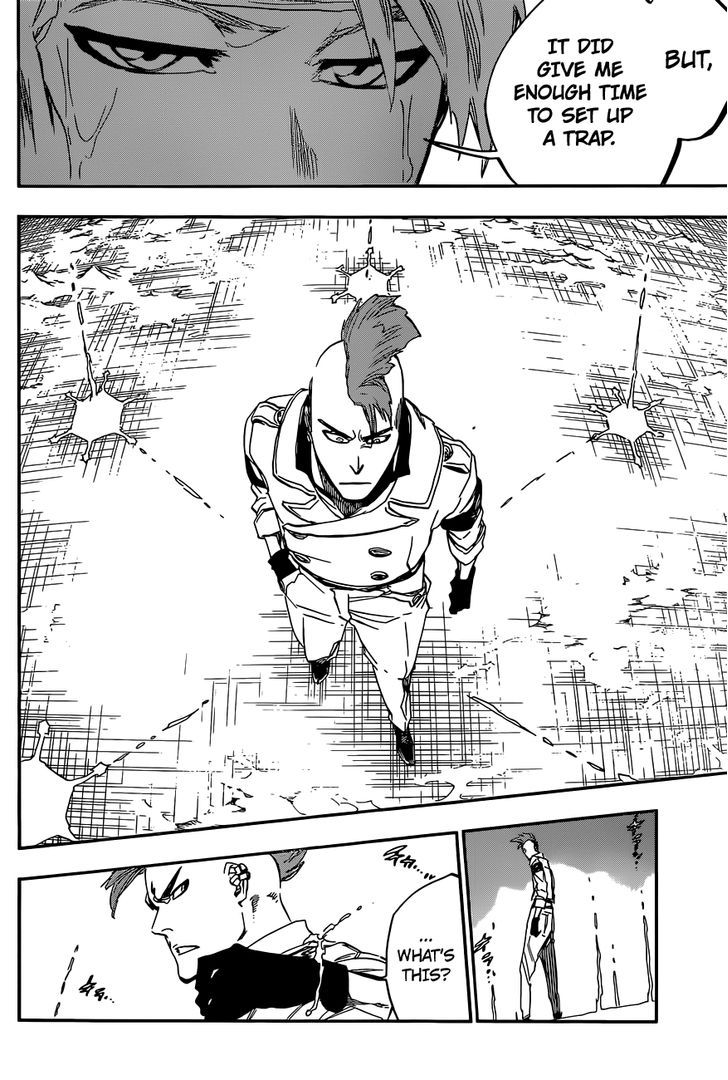 BUT,
IT DID
GIVE ME
ENOUGH TIME
TO SET UP
A TRAP.
...
WHAT'S
THIS?